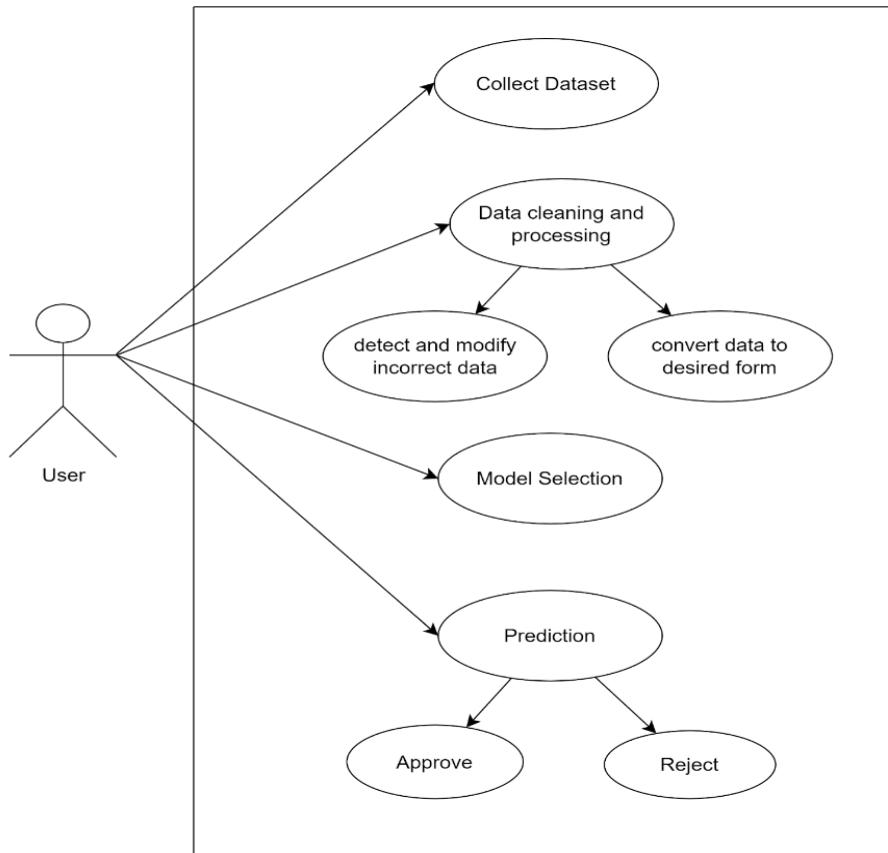 Collect Dataset
Data cleaning and
processing
detect and modify
incorrect data
convert data to
desired form
User
Model Selection
Prediction
Approve
Reject